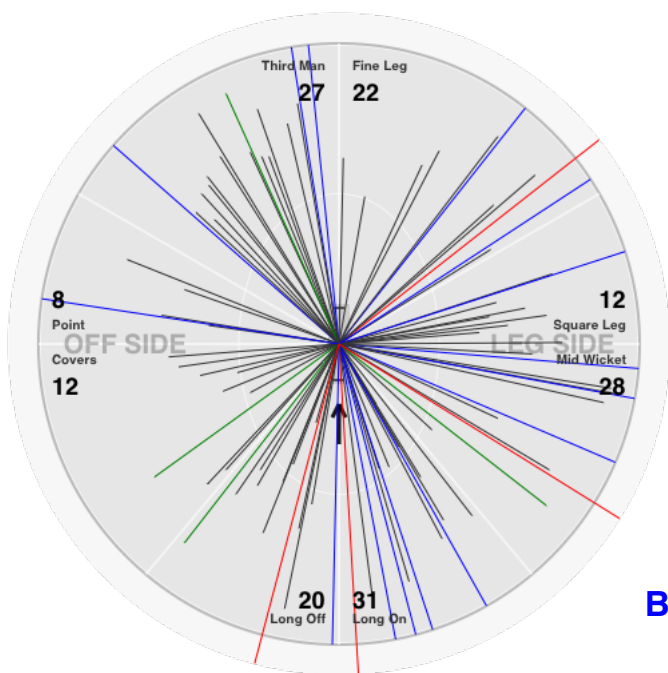 Third Man Fine Leg
27 22
8 12
Point Square Leg
OFF SIDE LEG SIDE
Covers Mid Wicket
12 28
20 31
Long Off Long On
B